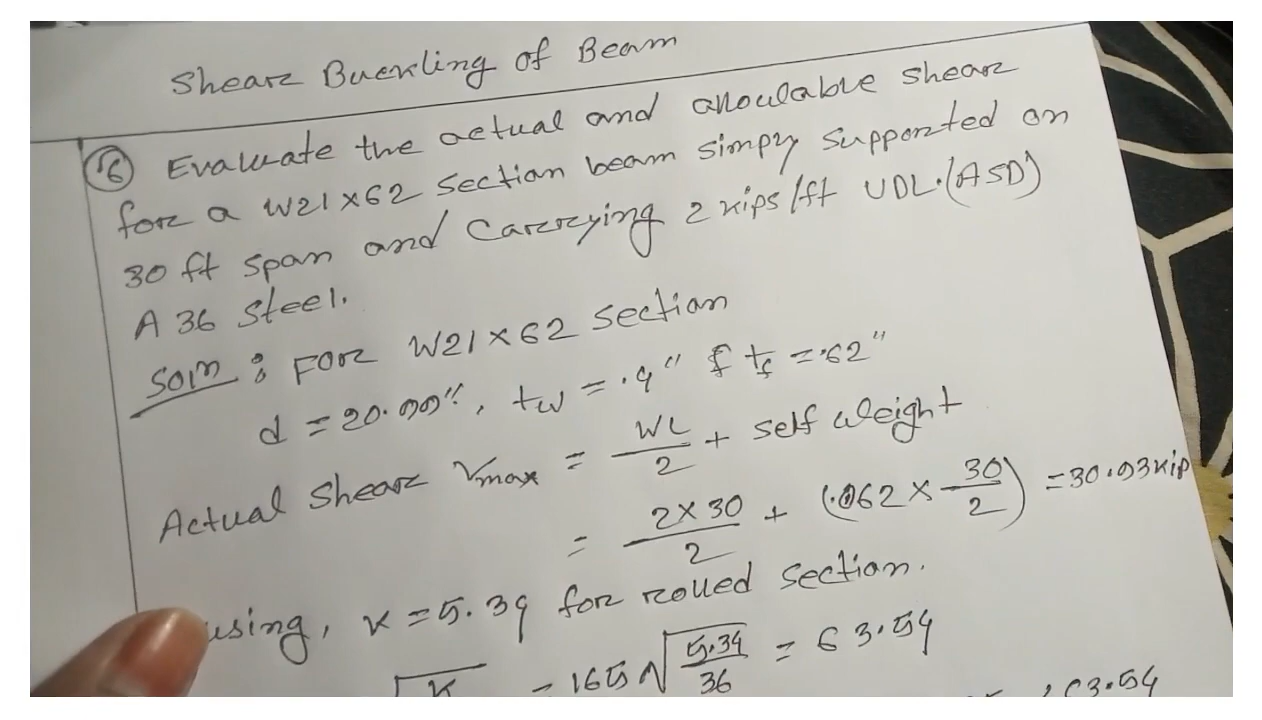 Shear Buckling of Beam
16 Evaluate the actual and allowable shear
for a W21×62 section beam simply supported on
30 ft span and carrying 2 kips/ft UDL. (ASD)
A 36 steel.
Soln : For W21×62 section
d = 20.99", tw = .4" & tf = .62"
Actual Shear Vmax = WL/2 + self weight
= 2×30/2 + (.062 × 30/2) = 30.93 kip
using, K = 5.34 for rolled section.
K = 165 √5.34/36 = 63.54
63.54